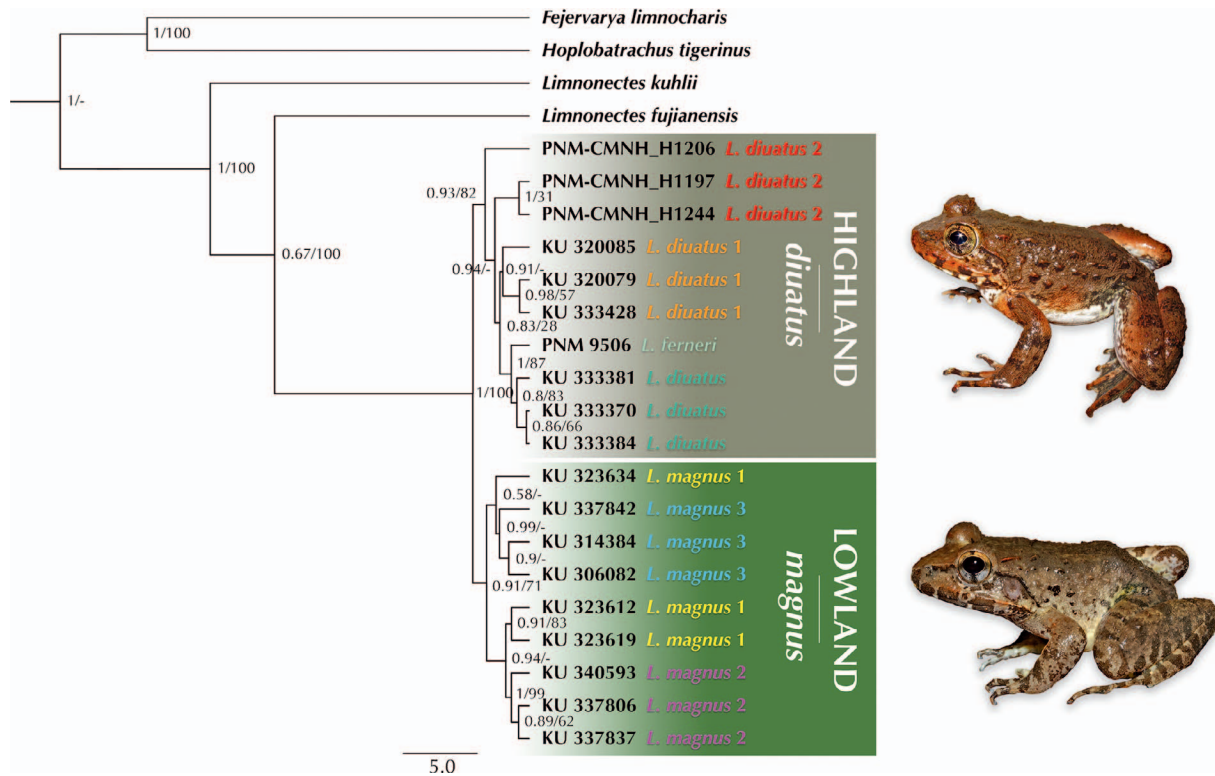 Fejervarya limnocharis
1/100
Hoplobatrachus tigerinus
Limnonectes kuhlii
1/-
Limnonectes fujianensis
PNM-CMNH_H1206 L. diuatus 2
1/100
PNM-CMNH_H1197 L. diuatus 2
0.93/82
1/31
PNM-CMNH_H1244 L. diuatus 2
KU 320085 L. diuatus 1
0.67/100
0.94/-
0.91/-
KU 320079 L. diuatus 1
0.98/57
KU 333428 L. diuatus 1
0.83/28
PNM 9506 L. ferneri
1/87
KU 333381 L. diuatus
1/100
0.8/83
KU 333370 L. diuatus
0.86/66
KU 333384 L. diuatus
HIGHLAND
diuatus
KU 323634 L. magnus 1
0.58/-
KU 337842 L. magnus 3
0.99/-
KU 314384 L. magnus 3
0.9/-
KU 306082 L. magnus 3
0.91/71
KU 323612 L. magnus 1
0.91/83
KU 323619 L. magnus 1
0.94/-
KU 340593 L. magnus 2
1/99
KU 337806 L. magnus 2
0.89/62
KU 337837 L. magnus 2
LOWLAND
magnus
5.0